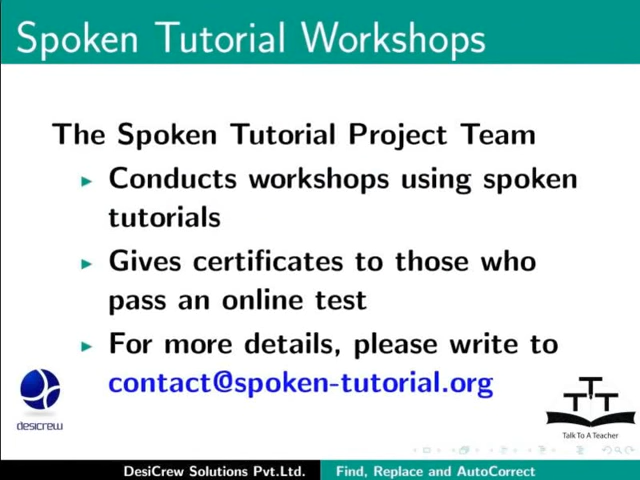 Spoken Tutorial Workshops
The Spoken Tutorial Project Team
Conducts workshops using spoken
tutorials
Gives certificates to those who
pass an online test
For more details, please write to
contact@spoken-tutorial.org
desicrew
TTT
Talk To A Teacher
DesiCrew Solutions Pvt.Ltd. Find, Replace and AutoCorrect